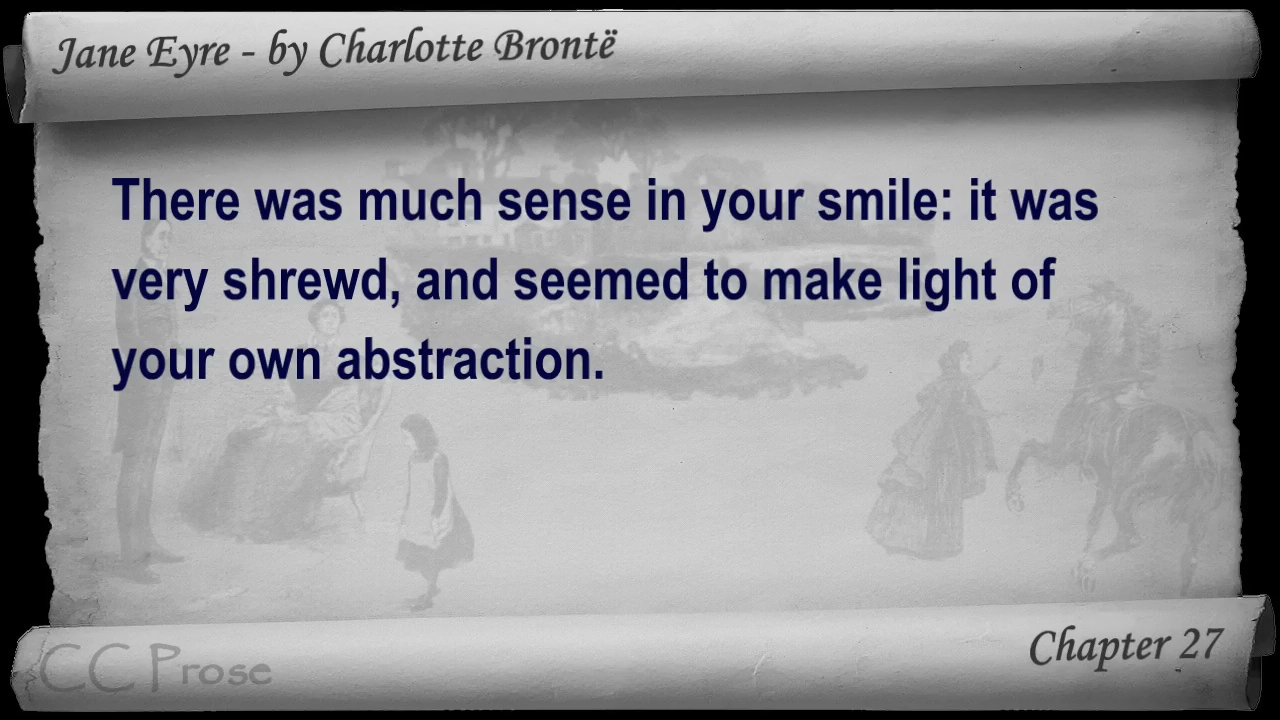 Jane Eyre - by Charlotte Brontë
There was much sense in your smile: it was
very shrewd, and seemed to make light of
your own abstraction.
Chapter 27
CC Prose